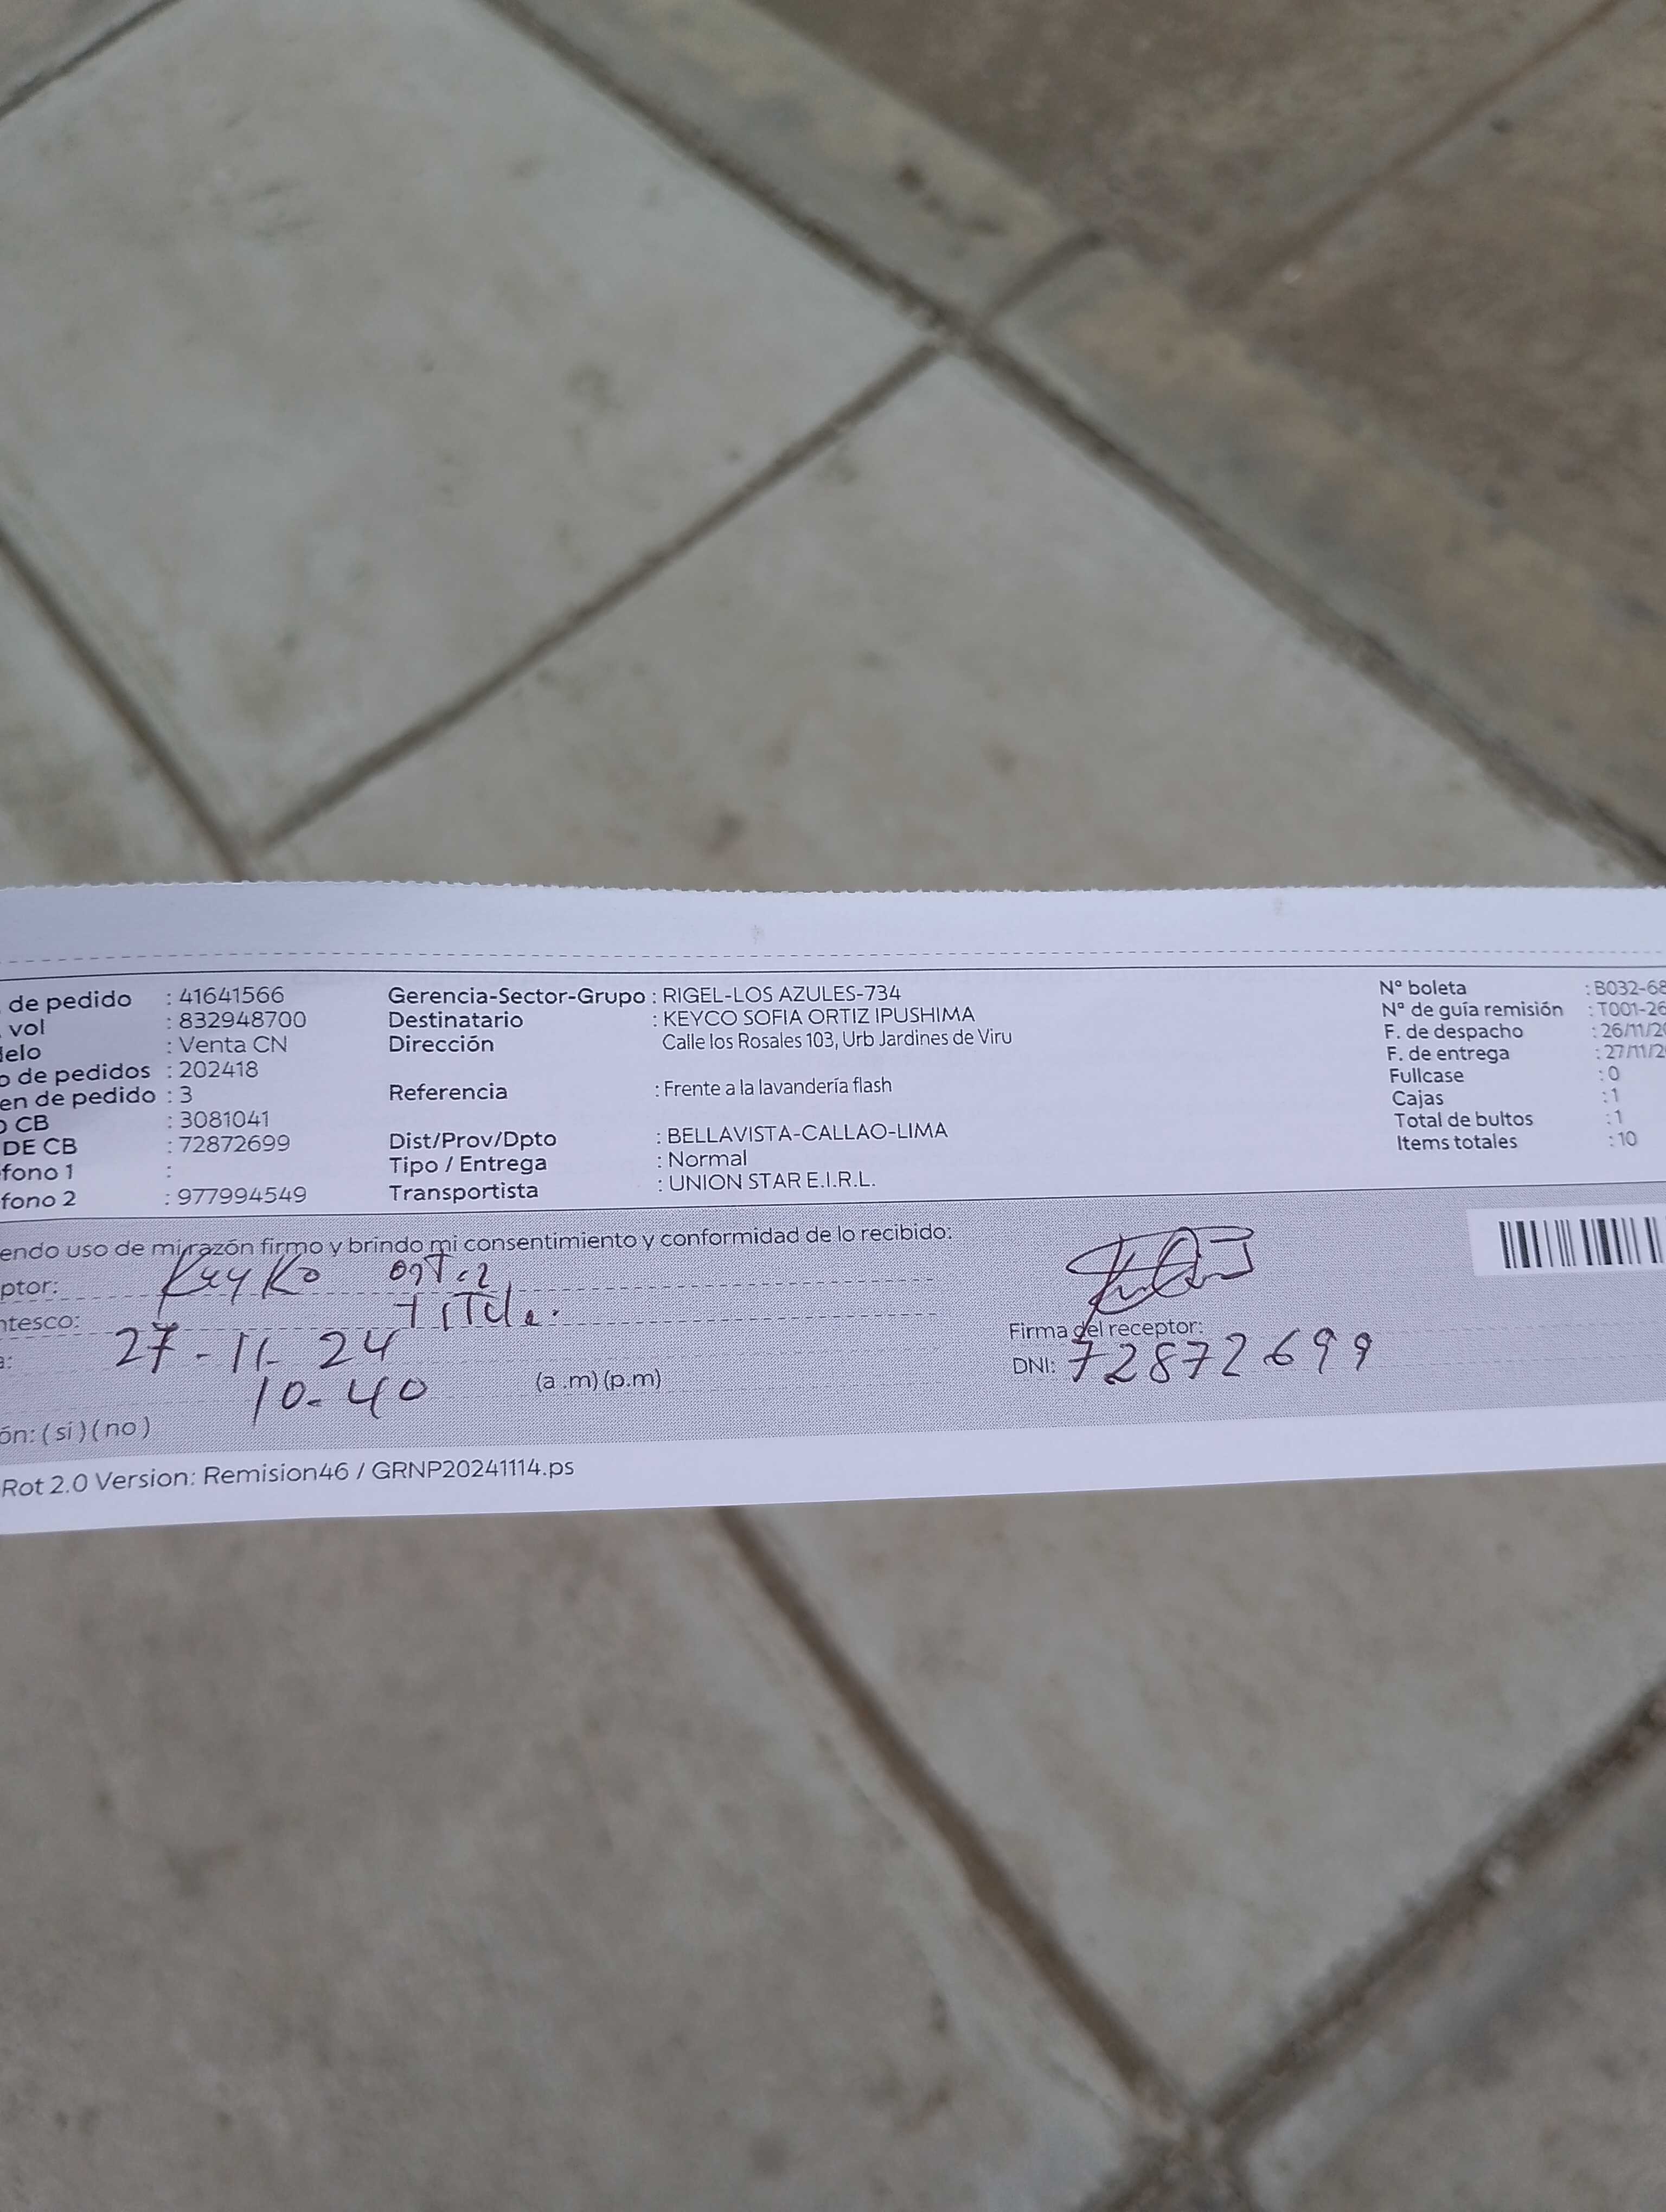 de pedido : 41641566
vol : 832948700
delo : Venta CN
o de pedidos : 202418
en de pedido : 3
o CB : 3081041
DE CB : 72872699
fono 1 :
fono 2 : 977994549
Gerencia-Sector-Grupo : RIGEL-LOS AZULES-734
Destinatario : KEYCO SOFIA ORTIZ IPUSHIMA
Dirección Calle los Rosales 103, Urb Jardines de Viru
Referencia : Frente a la lavandería flash
Dist/Prov/Dpto : BELLAVISTA-CALLAO-LIMA
Tipo / Entrega : Normal
Transportista : UNION STAR E.I.R.L.
N° boleta : B032-68
N° de guía remisión : T001-26
F. de despacho : 26/11/20
F. de entrega : 27/11/2
Fullcase : 0
Cajas : 1
Total de bultos : 1
Items totales : 10
endo uso de mi razón firmo y brindo mi consentimiento y conformidad de lo recibido:
ptor: Keyko ortiz
ntesco:
a: 27-11-24
10-40 (a .m) (p.m)
ón: ( sí ) ( no )
Firma del receptor:
DNI: 72872699
Rot 2.0 Version: Remision46 / GRNP20241114.ps